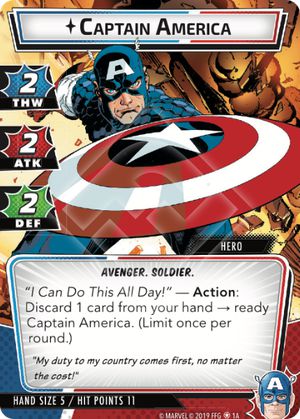 CAPTAIN AMERICA
2
THW
2
ATK
2
DEF
HERO
AVENGER. SOLDIER.
"I Can Do This All Day!" — Action:
Discard 1 card from your hand → ready
Captain America. (Limit once per
round.)
"My duty to my country comes first, no matter
the cost!"
HAND SIZE 5 / HIT POINTS 11
© MARVEL © 2019 FFG 1A